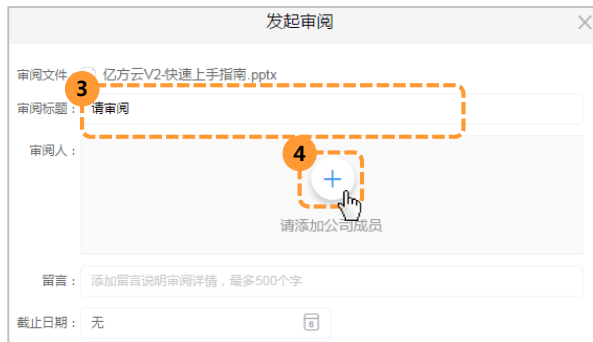 发起审阅
审阅文件 亿方云V2-快速上手指南.pptx
3
审阅标题： 请审阅
审阅人：
4
请添加公司成员
留言： 添加留言说明审阅详情，最多500个字
截止日期： 无 6